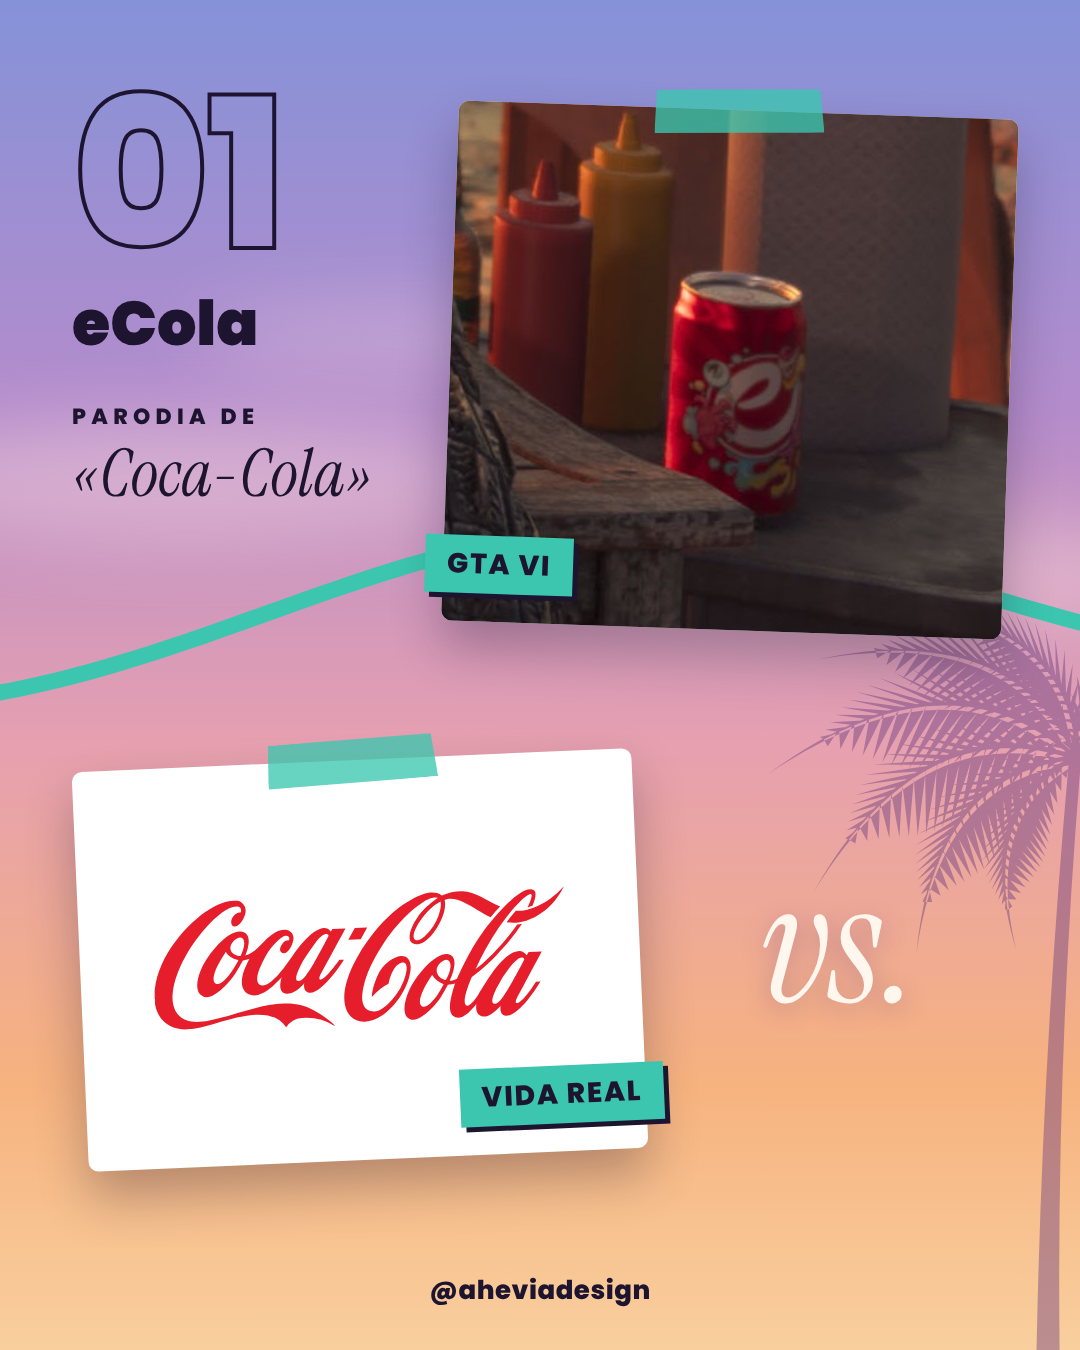 01
eCola
PARODIA DE
«Coca-Cola»
e
GTA VI
Coca-Cola
vs.
VIDA REAL
@aheviadesign